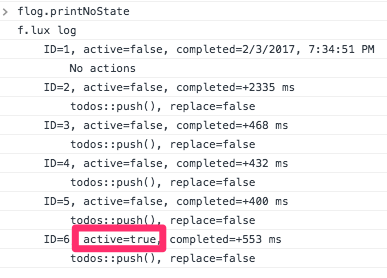 > flog.printNoState
f.lux log
ID=1, active=false, completed=2/3/2017, 7:34:51 PM
No actions
ID=2, active=false, completed=+2335 ms
todos::push(), replace=false
ID=3, active=false, completed=+468 ms
todos::push(), replace=false
ID=4, active=false, completed=+432 ms
todos::push(), replace=false
ID=5, active=false, completed=+400 ms
todos::push(), replace=false
ID=6, active=true, completed=+553 ms
todos::push(), replace=false